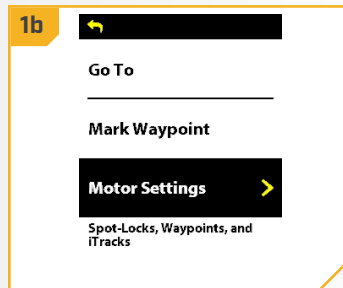 1b
Go To
Mark Waypoint
Motor Settings
Spot-Locks, Waypoints, and
iTracks